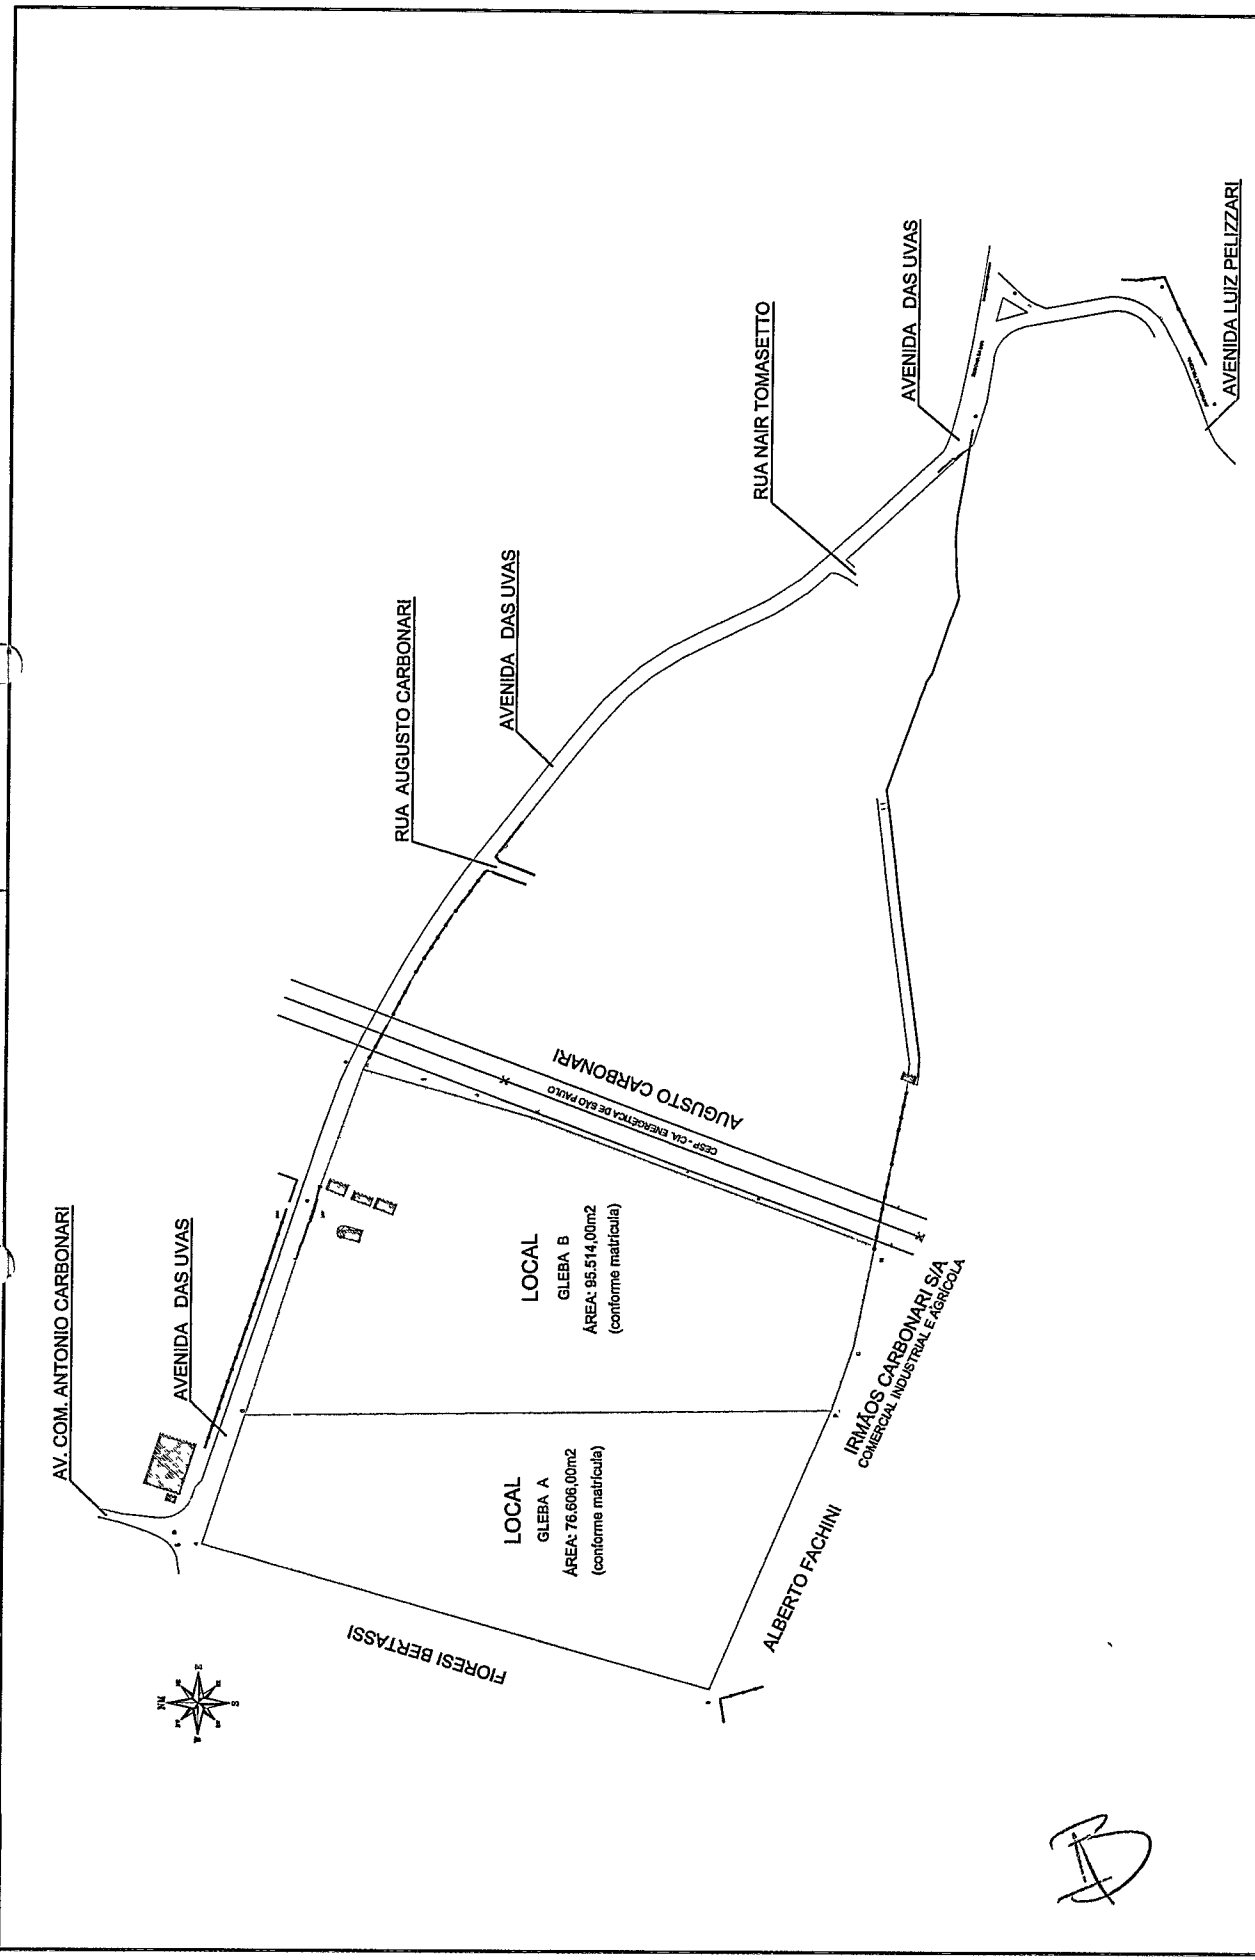 AV. COM. ANTONIO CARBONARI
AVENIDA DAS UVAS
RUA AUGUSTO CARBONARI
AVENIDA DAS UVAS
RUA NAIR TOMASETTO
AVENIDA DAS UVAS
AVENIDA LUIZ PELIZZARI
FIORESI BERTASSI
LOCAL
GLEBA A
ÁREA: 76.606,00m2
(conforme matrícula)
LOCAL
GLEBA B
ÁREA: 95.514,00m2
(conforme matrícula)
CESP - CIA. ENERGÉTICA DE SÃO PAULO
AUGUSTO CARBONARI
ALBERTO FACHINI
IRMÃOS CARBONARI S/A
COMERCIAL INDUSTRIAL E AGRÍCOLA
NM
E
S
W